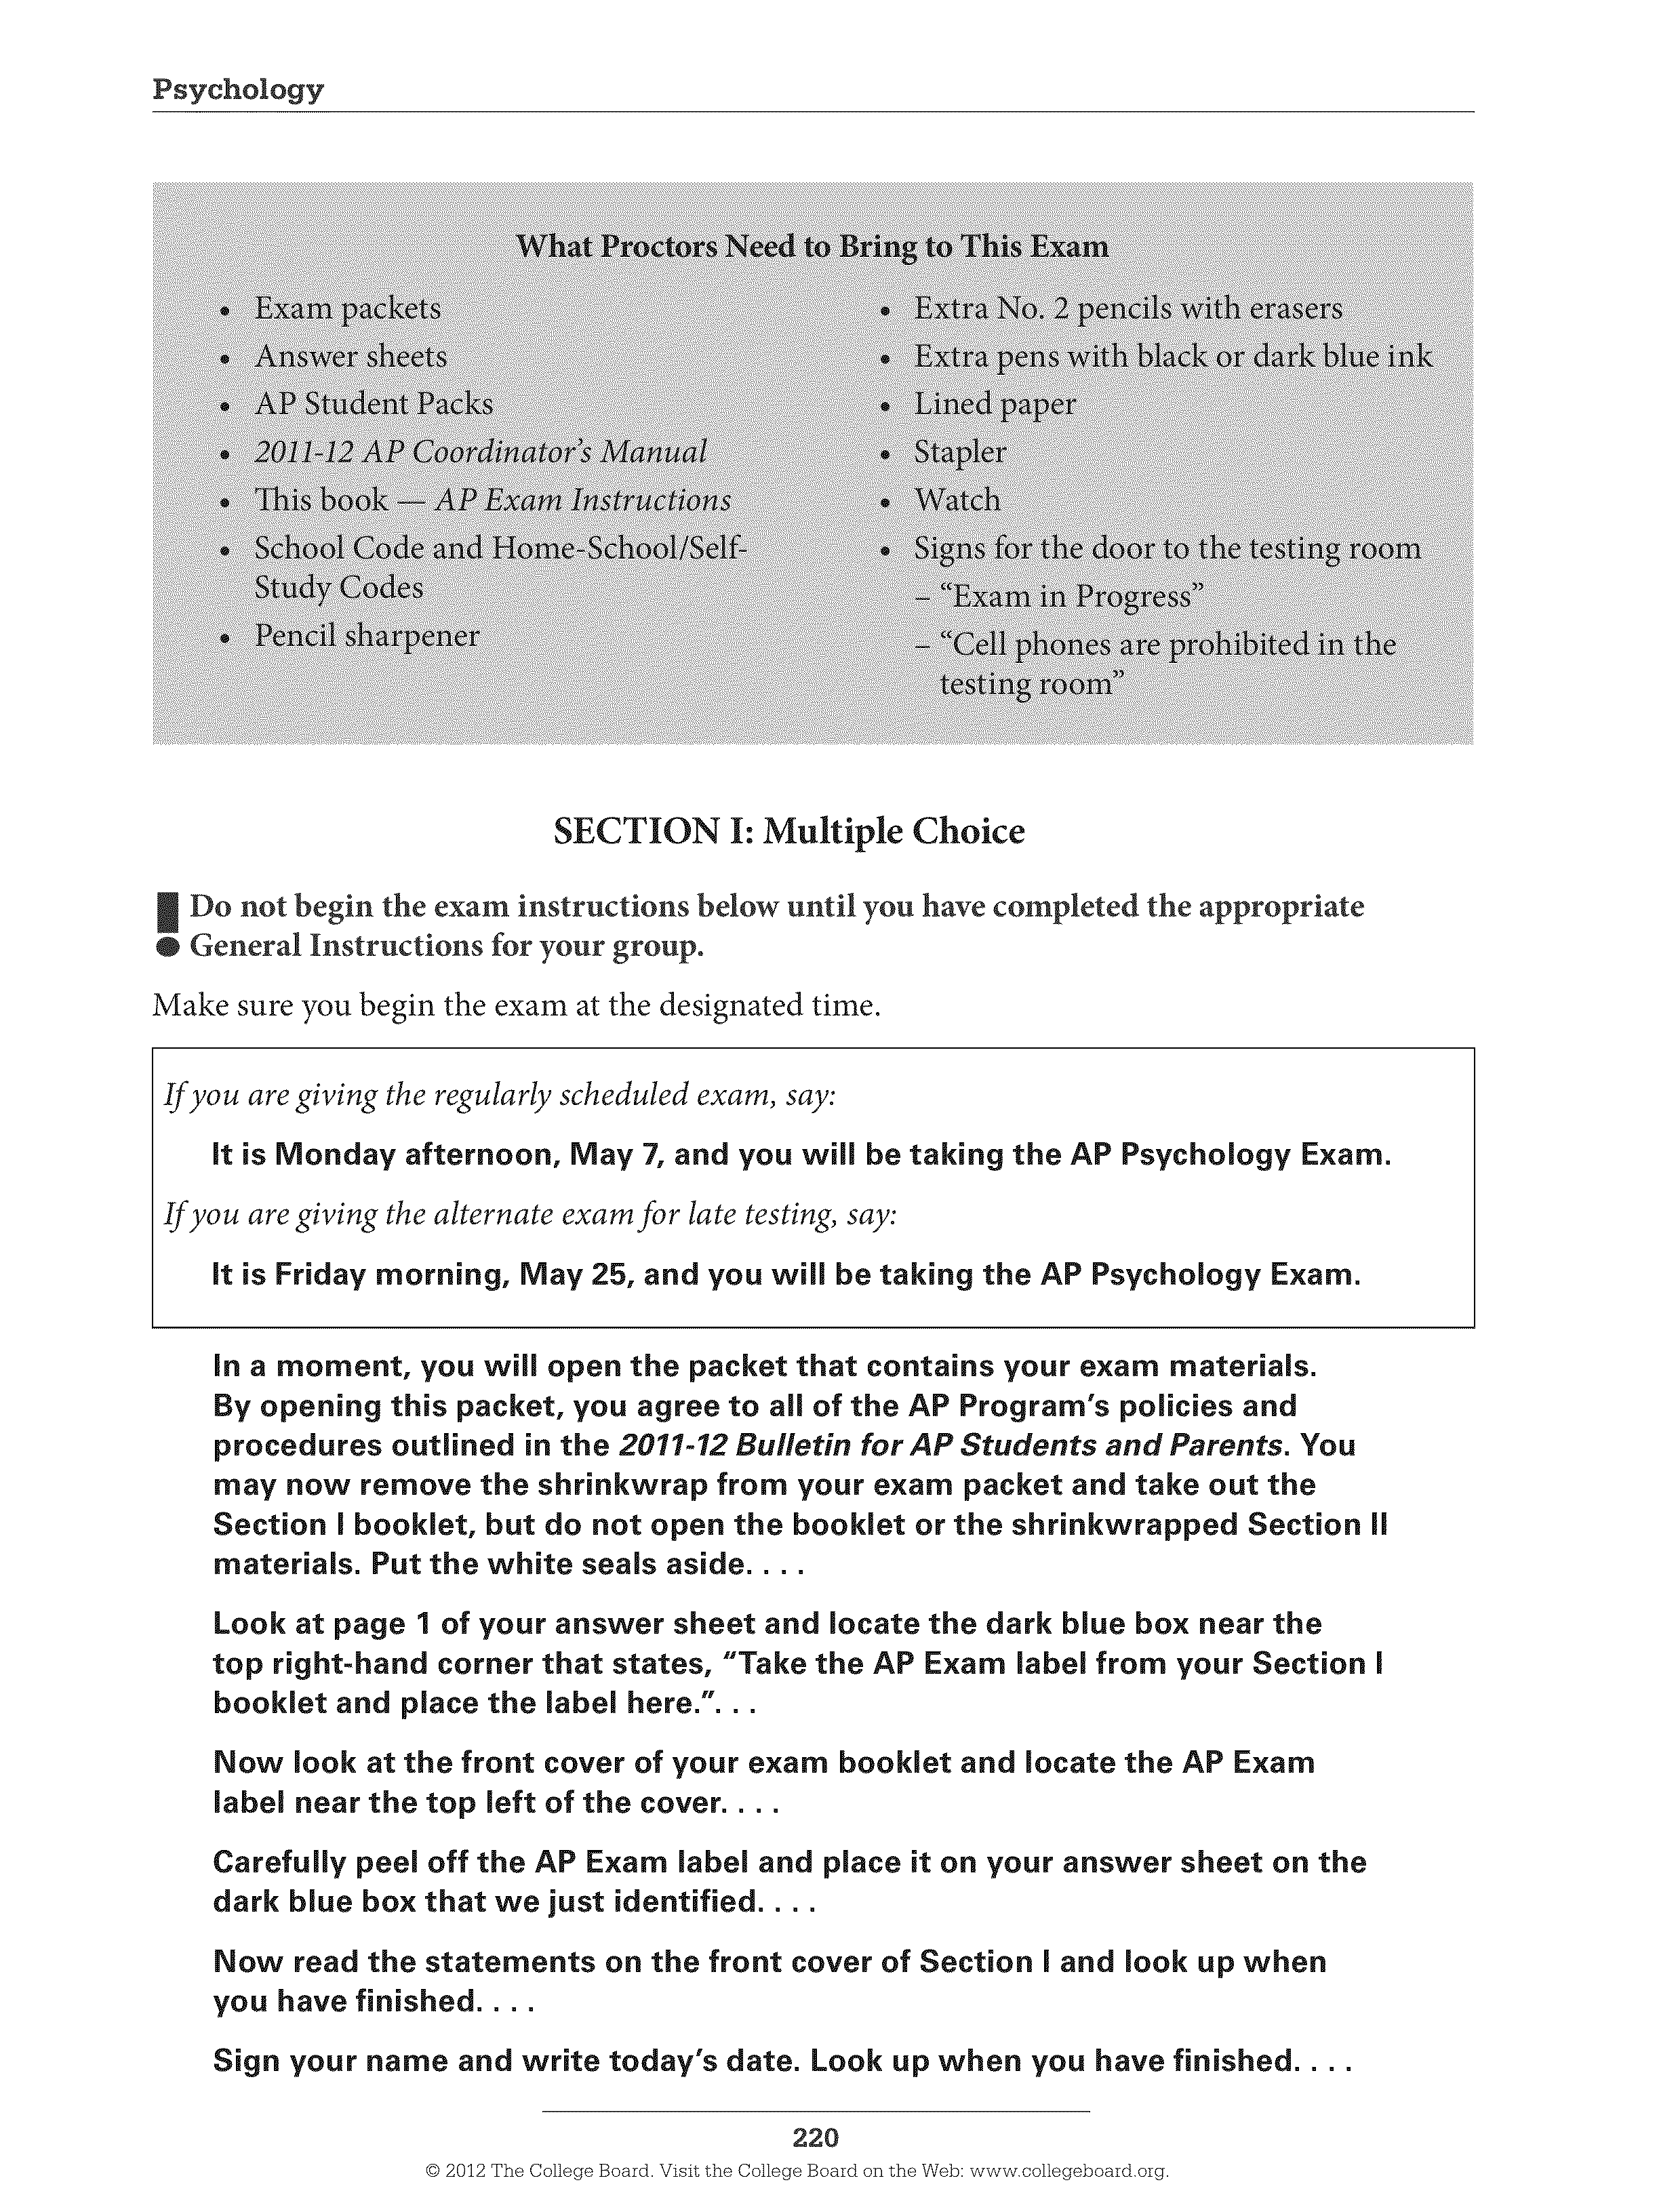 Psychology
What Proctors Need to Bring to This Exam
• Exam packets
• Answer sheets
• AP Student Packs
• 2011-12 AP Coordinator’s Manual
• This book — AP Exam Instructions
• School Code and Home-School/Self-
Study Codes
• Pencil sharpener
• Extra No. 2 pencils with erasers
• Extra pens with black or dark blue ink
• Lined paper
• Stapler
• Watch
• Signs for the door to the testing room
– “Exam in Progress”
– “Cell phones are prohibited in the
testing room”
SECTION I: Multiple Choice
Do not begin the exam instructions below until you have completed the appropriate
General Instructions for your group.
Make sure you begin the exam at the designated time.
If you are giving the regularly scheduled exam, say:
It is Monday afternoon, May 7, and you will be taking the AP Psychology Exam.
If you are giving the alternate exam for late testing, say:
It is Friday morning, May 25, and you will be taking the AP Psychology Exam.
In a moment, you will open the packet that contains your exam materials.
By opening this packet, you agree to all of the AP Program’s policies and
procedures outlined in the 2011-12 Bulletin for AP Students and Parents. You
may now remove the shrinkwrap from your exam packet and take out the
Section I booklet, but do not open the booklet or the shrinkwrapped Section II
materials. Put the white seals aside. . . .
Look at page 1 of your answer sheet and locate the dark blue box near the
top right-hand corner that states, “Take the AP Exam label from your Section I
booklet and place the label here.”. . .
Now look at the front cover of your exam booklet and locate the AP Exam
label near the top left of the cover. . . .
Carefully peel off the AP Exam label and place it on your answer sheet on the
dark blue box that we just identified. . . .
Now read the statements on the front cover of Section I and look up when
you have finished. . . .
Sign your name and write today’s date. Look up when you have finished. . . .
220
© 2012 The College Board. Visit the College Board on the Web: www.collegeboard.org.